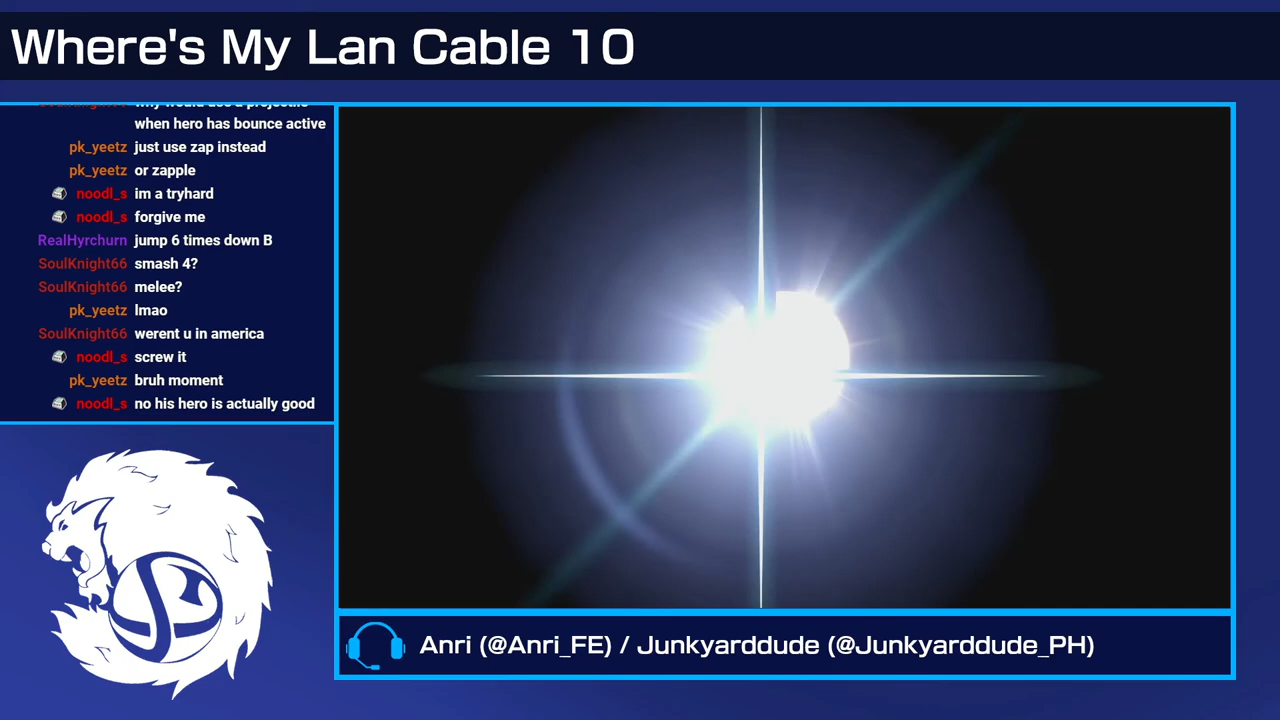 Where's My Lan Cable 10
when hero has bounce active
pk_yeetz just use zap instead
pk_yeetz or zapple
noodl_s im a tryhard
noodl_s forgive me
RealHyrchurn jump 6 times down B
SoulKnight66 smash 4?
SoulKnight66 melee?
pk_yeetz lmao
SoulKnight66 werent u in america
noodl_s screw it
pk_yeetz bruh moment
noodl_s no his hero is actually good
Anri (@Anri_FE) / Junkyarddude (@Junkyarddude_PH)